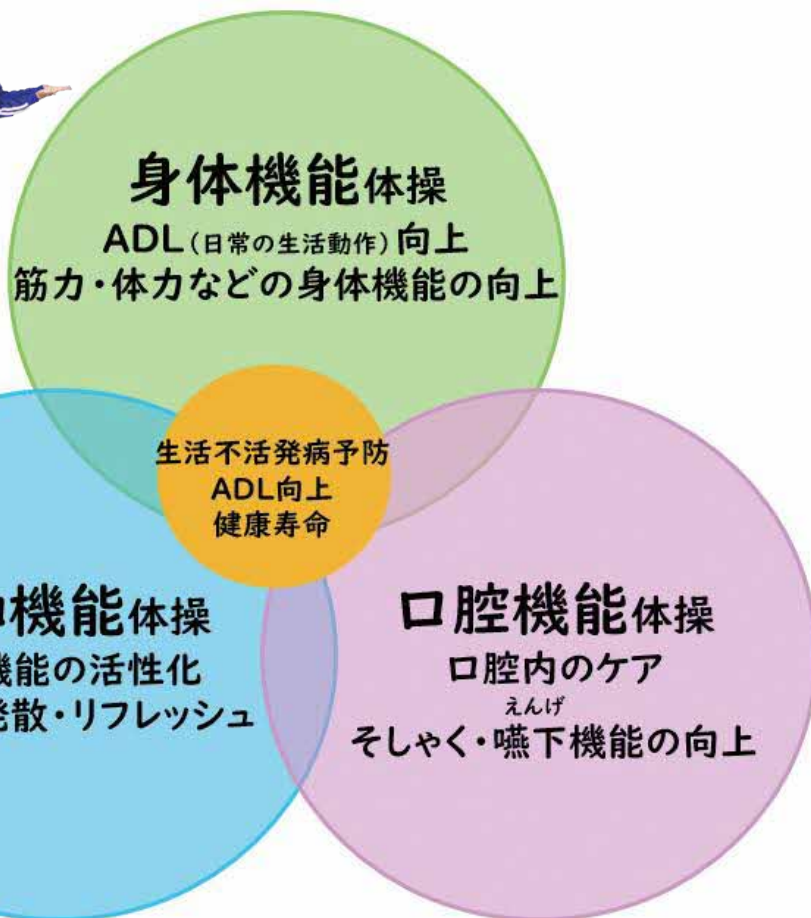 身体機能体操
ADL(日常の生活動作)向上
筋力・体力などの身体機能の向上
生活不活発病予防
ADL向上
健康寿命
機能体操
機能の活性化
発散・リフレッシュ
口腔機能体操
口腔内のケア
えんげ
そしゃく・嚥下機能の向上